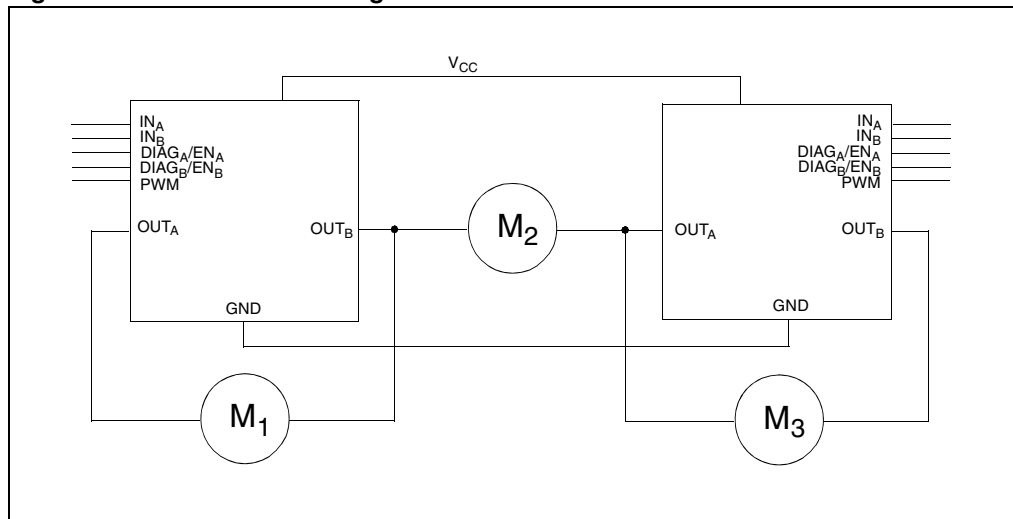 V_CC
IN_A
IN_B
DIAG_A/EN_A
DIAG_B/EN_B
PWM
OUT_A
OUT_B
GND
M_2
IN_A
IN_B
DIAG_A/EN_A
DIAG_B/EN_B
PWM
OUT_A
OUT_B
GND
M_1
M_3